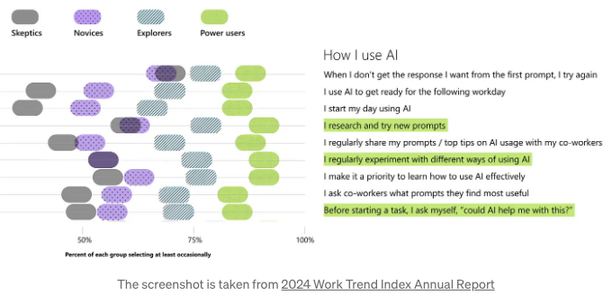 Skeptics Novices Explorers Power users
How I use AI
When I don't get the response I want from the first prompt, I try again
I use AI to get ready for the following workday
I start my day using AI
I research and try new prompts
I regularly share my prompts / top tips on AI usage with my co-workers
I regularly experiment with different ways of using AI
I make it a priority to learn how to use AI effectively
I ask co-workers what prompts they find most useful
Before starting a task, I ask myself, "could AI help me with this?"
50% 75% 100%
Percent of each group selecting at least occasionally
The screenshot is taken from 2024 Work Trend Index Annual Report